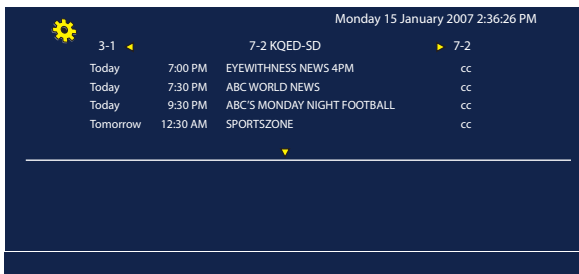 Monday 15 January 2007 2:36:26 PM
3-1 ◄ 7-2 KQED-SD ► 7-2
Today 7:00 PM EYEWITHNESS NEWS 4PM cc
Today 7:30 PM ABC WORLD NEWS cc
Today 9:30 PM ABC'S MONDAY NIGHT FOOTBALL cc
Tomorrow 12:30 AM SPORTSZONE cc